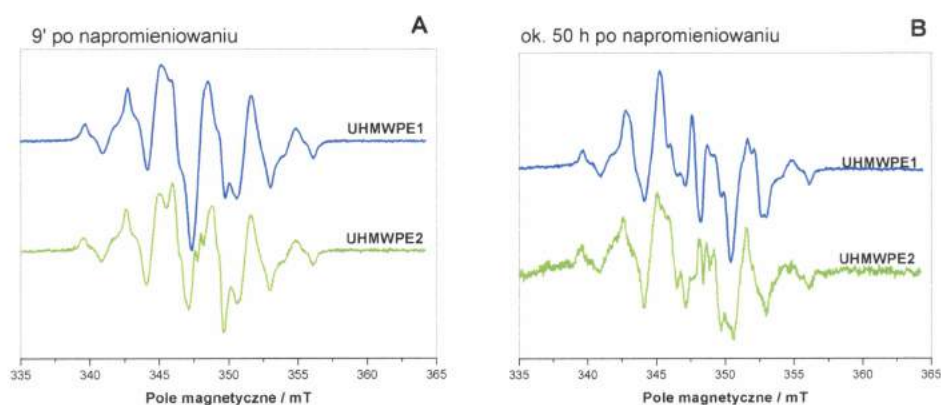 9' po napromieniowaniu
A
UHMWPE1
UHMWPE2
335 340 345 350 355 360 365
Pole magnetyczne / mT
ok. 50 h po napromieniowaniu
B
UHMWPE1
UHMWPE2
335 340 345 350 355 360 365
Pole magnetyczne / mT